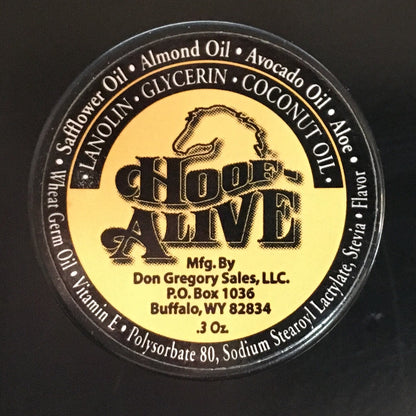 Wheat Germ Oil • Safflower Oil • Almond Oil • Avocado Oil • Aloe •
• LANOLIN • GLYCERIN • COCONUT OIL •
HOOF-
ALIVE
Mfg. By
Don Gregory Sales, LLC.
P.O. Box 1036
Buffalo, WY 82834
.3 Oz.
• Vitamin E • Polysorbate 80, Sodium Stearoyl Lactylate, Stevia • Flavor